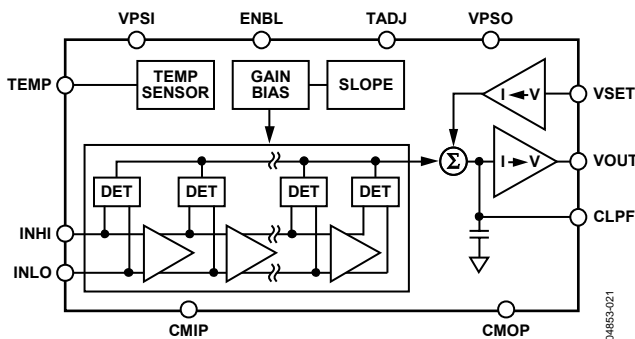 VPSI ENBL TADJ VPSO
TEMP
TEMP
SENSOR
GAIN
BIAS
SLOPE
I V
VSET
Σ
I V
VOUT
DET DET DET DET
CLPF
INHI
INLO
CMIP CMOP
04853-021